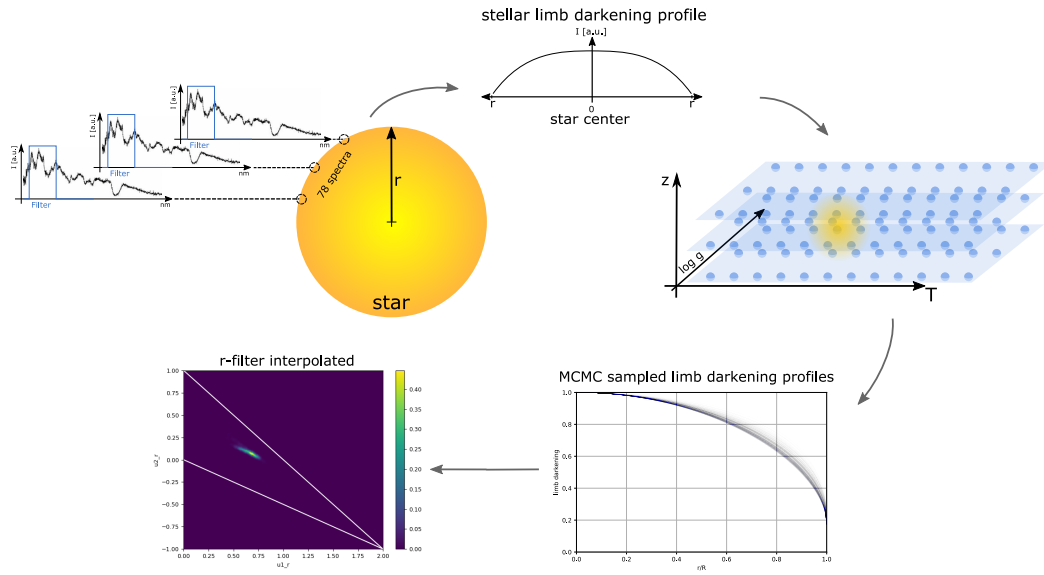 stellar limb darkening profile
I [a.u.]
r
0
r
star center
I [a.u.]
Filter
nm
I [a.u.]
Filter
nm
I [a.u.]
Filter
nm
78 spectra
r
star
z
log g
T
r-filter interpolated
1.00
0.75
0.50
0.25
0.00
−0.25
−0.50
−0.75
−1.00
u2_r
0.00 0.25 0.50 0.75 1.00 1.25 1.50 1.75 2.00
u1_r
0.40
0.35
0.30
0.25
0.20
0.15
0.10
0.05
0.00
MCMC sampled limb darkening profiles
1.0
0.8
0.6
0.4
0.2
0.0
limb darkening
0.0 0.2 0.4 0.6 0.8 1.0
r/R